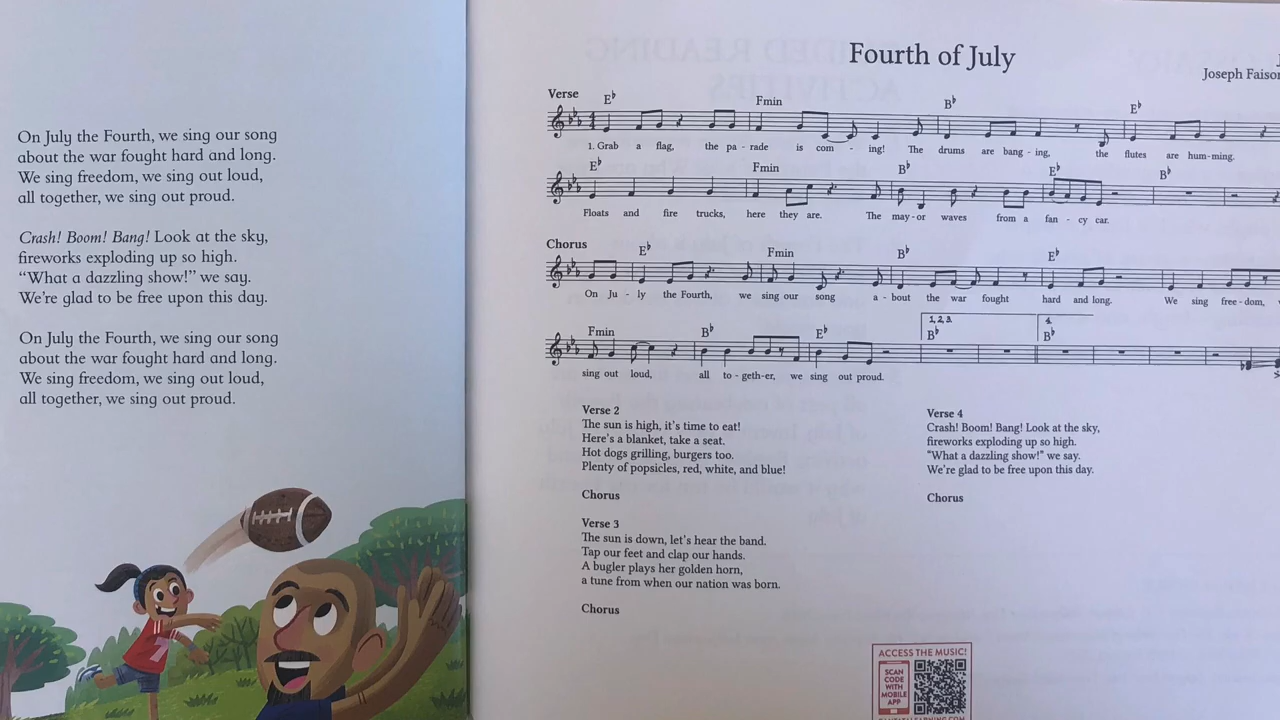 On July the Fourth, we sing our song
about the war fought hard and long.
We sing freedom, we sing out loud,
all together, we sing out proud.
Crash! Boom! Bang! Look at the sky,
fireworks exploding up so high.
“What a dazzling show!” we say.
We’re glad to be free upon this day.
On July the Fourth, we sing our song
about the war fought hard and long.
We sing freedom, we sing out loud,
all together, we sing out proud.
Fourth of July
Joseph Faison
Verse
E♭ Fmin B♭ E♭
1. Grab a flag, the pa - rade is com - ing! The drums are bang - ing, the flutes are hum-ming.
E♭ Fmin B♭ E♭ B♭
Floats and fire trucks, here they are. The may-or waves from a fan - cy car.
Chorus
E♭ Fmin B♭ E♭
On Ju - ly the Fourth, we sing our song a - bout the war fought hard and long. We sing free-dom,
Fmin B♭ E♭ 1, 2, 3. B♭ 4. B♭
sing out loud, all to - geth-er, we sing out proud.
Verse 2
The sun is high, it’s time to eat!
Here’s a blanket, take a seat.
Hot dogs grilling, burgers too.
Plenty of popsicles, red, white, and blue!
Chorus
Verse 3
The sun is down, let’s hear the band.
Tap our feet and clap our hands.
A bugler plays her golden horn,
a tune from when our nation was born.
Chorus
Verse 4
Crash! Boom! Bang! Look at the sky,
fireworks exploding up so high.
“What a dazzling show!” we say.
We’re glad to be free upon this day.
Chorus
ACCESS THE MUSIC!
SCAN
CODE
WITH
MOBILE
APP